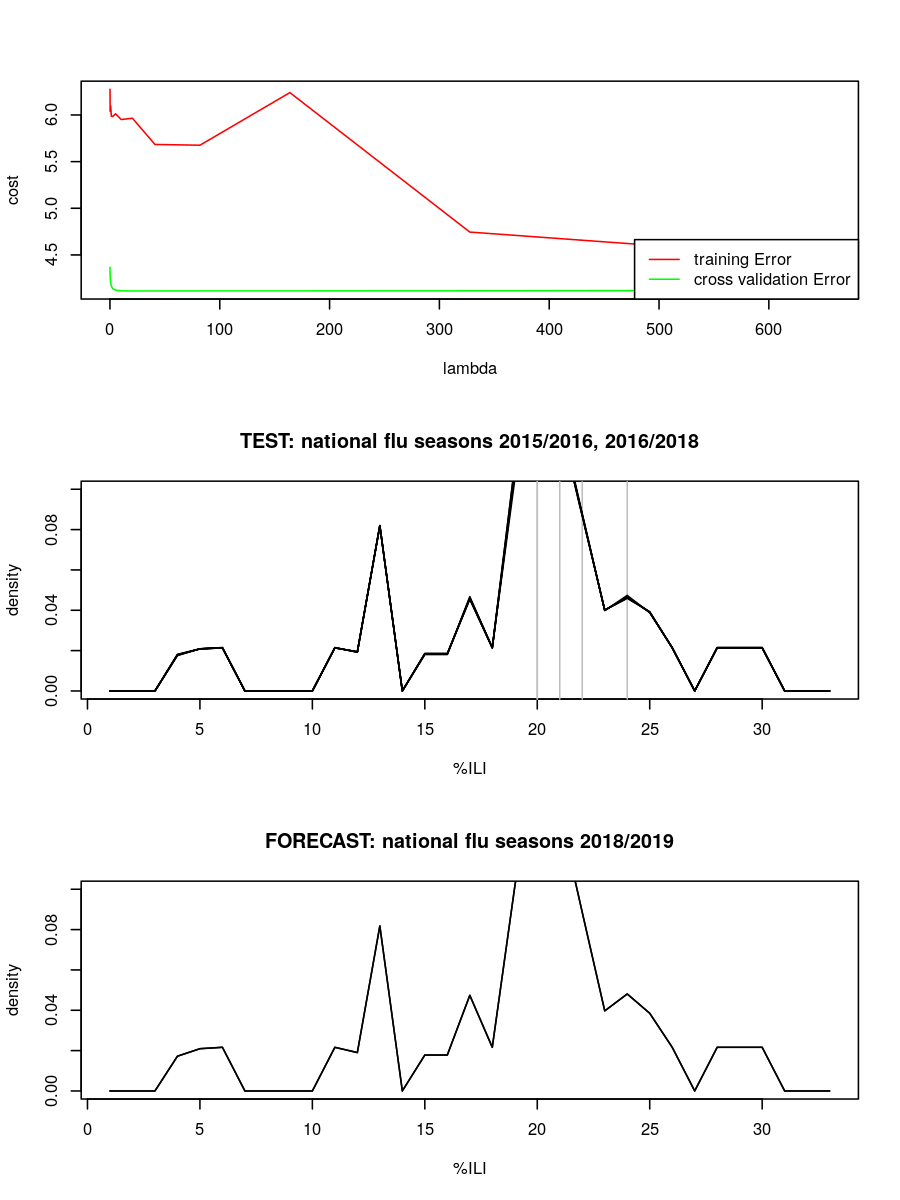 cost
6.0
5.5
5.0
4.5
training Error
cross validation Error
0 100 200 300 400 500 600
lambda
TEST: national flu seasons 2015/2016, 2016/2018
density
0.08
0.04
0.00
0 5 10 15 20 25 30
%ILI
FORECAST: national flu seasons 2018/2019
density
0.08
0.04
0.00
0 5 10 15 20 25 30
%ILI